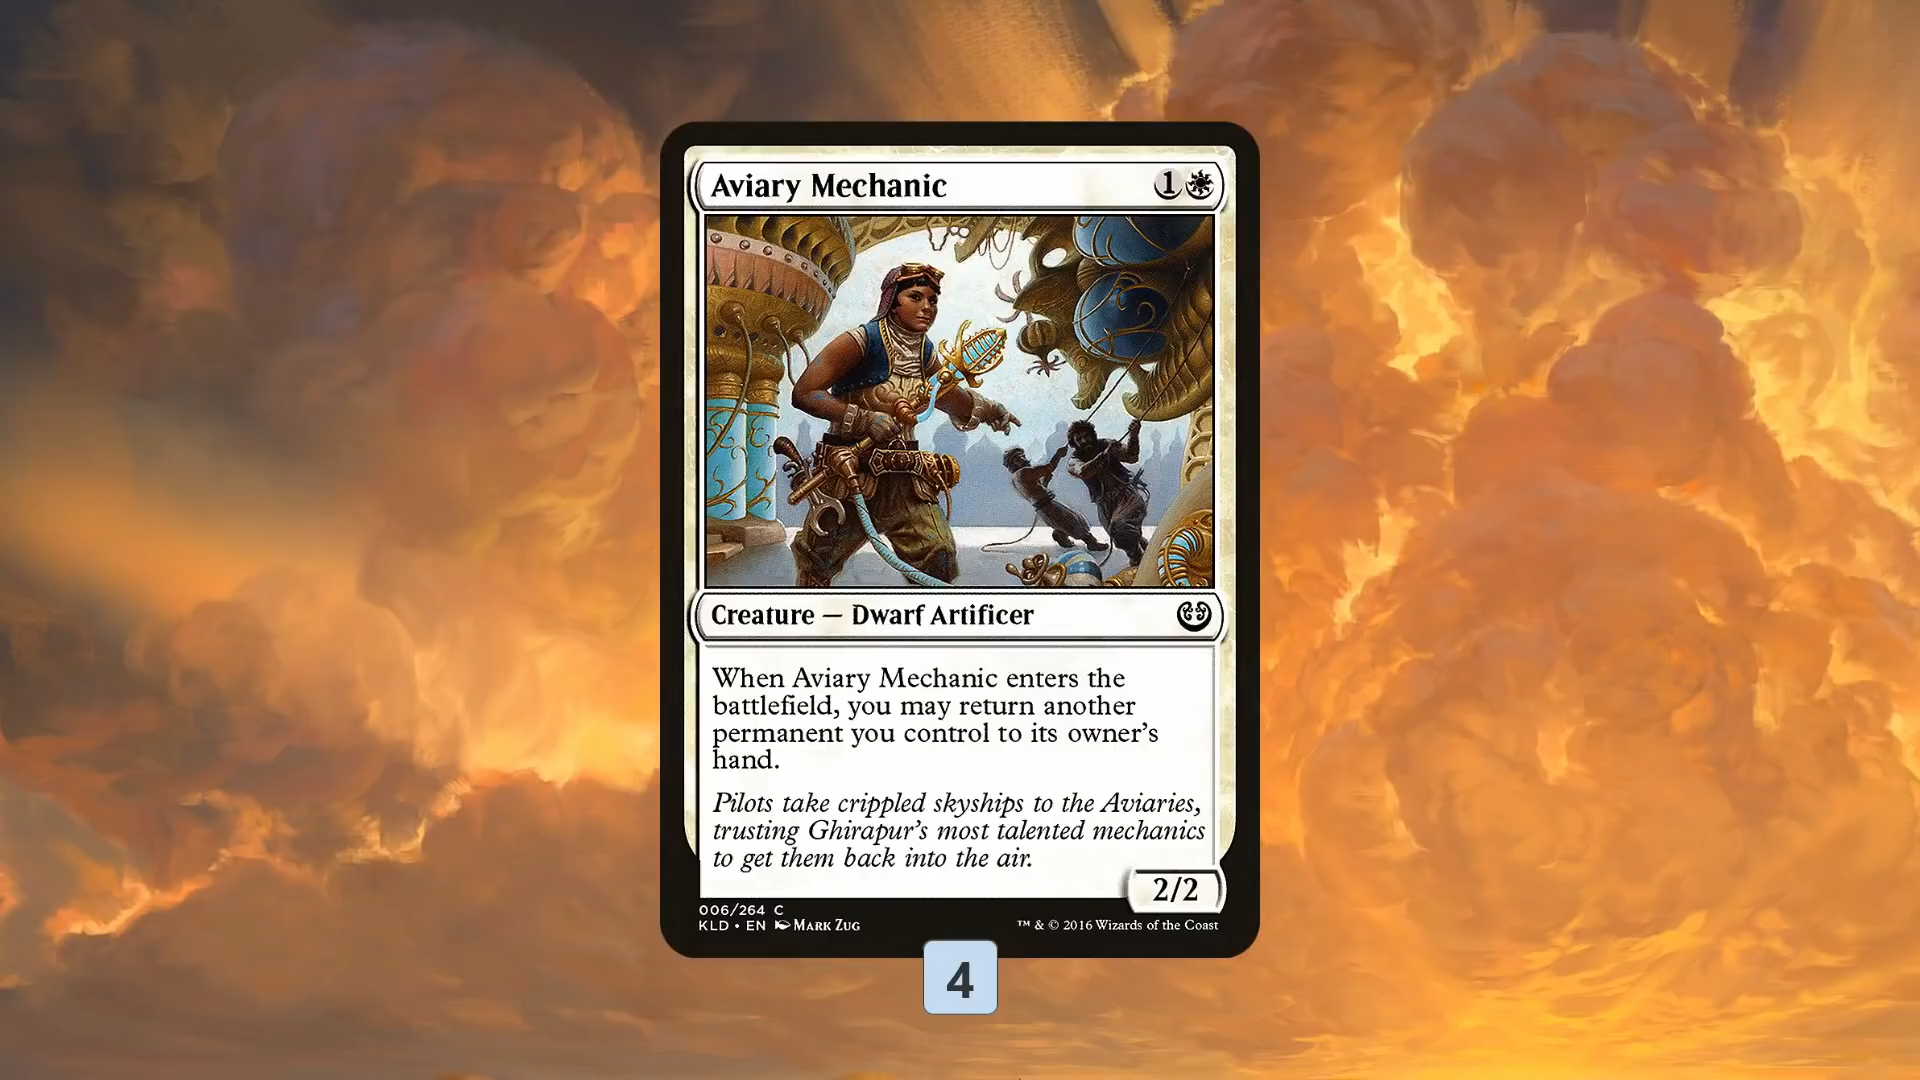 Aviary Mechanic 1
Creature — Dwarf Artificer
When Aviary Mechanic enters the
battlefield, you may return another
permanent you control to its owner's
hand.
Pilots take crippled skyships to the Aviaries,
trusting Ghirapur's most talented mechanics
to get them back into the air.
2/2
006/264 C
KLD • EN Mark Zug
™ & © 2016 Wizards of the Coast
4